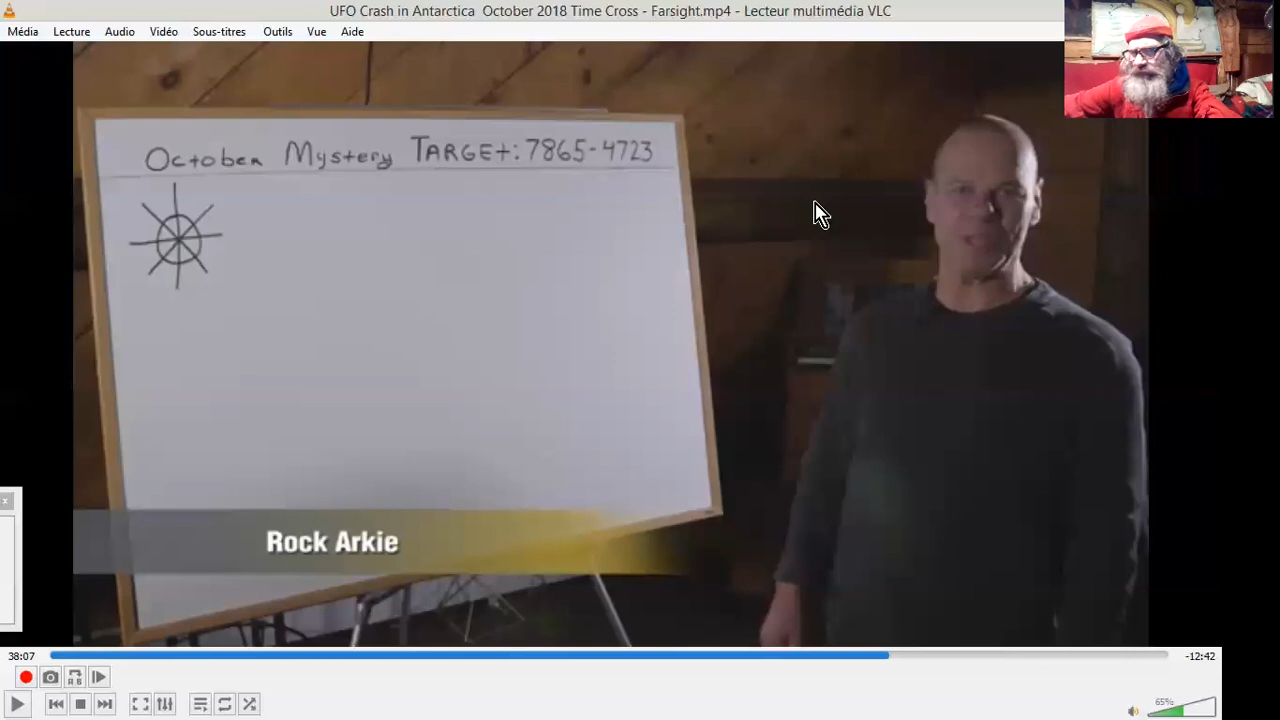 UFO Crash in Antarctica  October 2018 Time Cross - Farsight.mp4 - Lecteur multimédia VLC
Média Lecture Audio Vidéo Sous-titres Outils Vue Aide
October Mystery TARGEt: 7865-4723
Rock Arkie
x
38:07
-12:42
A B
65%